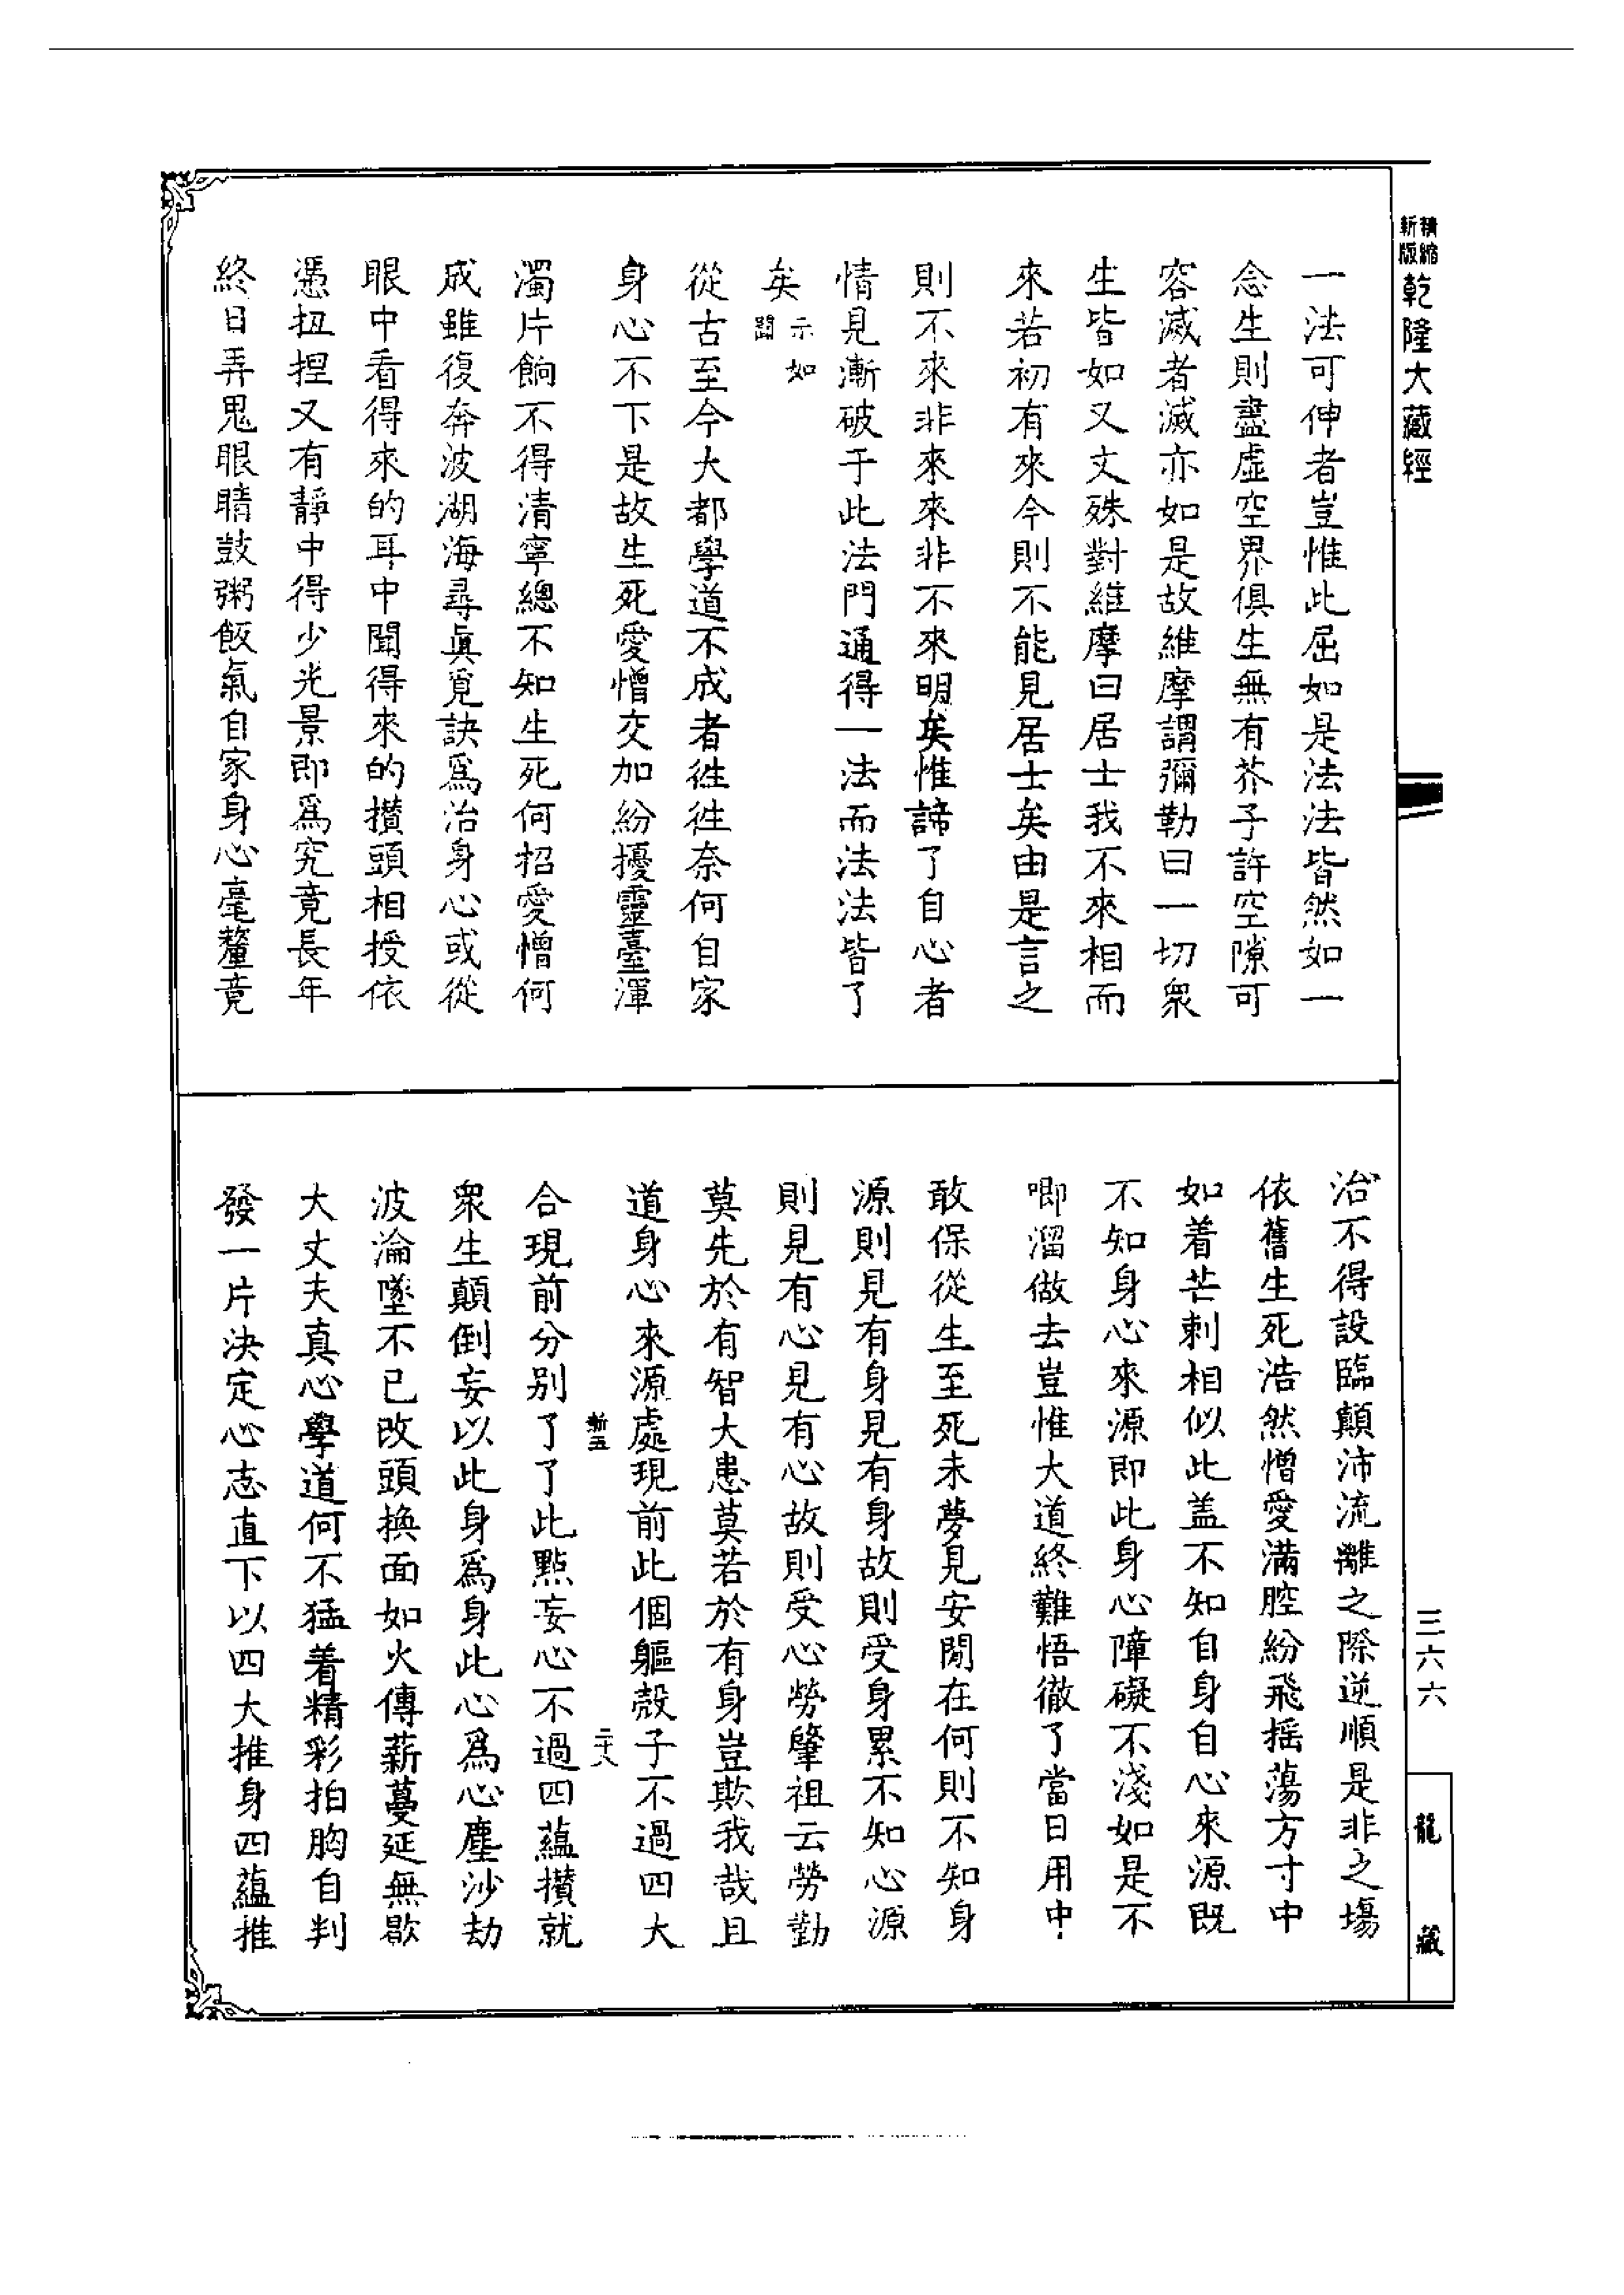 精縮
新版
乾隆大藏經
一法可伸者豈惟此屈如是法法皆然如一
念生則盡虛空界俱生無有芥子許空隙可
容滅者滅亦如是故維摩謂彌勒曰一切衆
生皆如又文殊對維摩曰居士我不來相而
來若初有來今則不能見居士矣由是言之
則不來非來來非不來明矣惟諦了自心者
情見漸破于此法門通得一法而法法皆了
矣示如聞
從古至今大都學道不成者徃徃奈何自家
身心不下是故生死愛憎交加紛擾靈臺渾
濁片餉不得清寧總不知生死何招愛憎何
成雖復奔波湖海尋眞覓訣爲治身心或從
眼中看得來的耳中聞得來的攢頭相授依
憑扭捏又有靜中得少光景即爲究竟長年
終日弄鬼眼睛鼓粥飯氣自家身心毫釐竟
治不得設臨顛沛流離之際逆順是非之場
依舊生死浩然憎愛滿腔紛飛揺蕩方寸中
如着芒刺相似此盖不知自身自心來源既
不知身心來源即此身心障礙不淺如是不
唧溜做去豈惟大道終難悟徹了當日用中
敢保從生至死未夢見安閒在何則不知身
源則見有身見有身故則受身累不知心源
則見有心見有心故則受心勞肇祖云勞勤
莫先於有智大患莫若於有身豈欺我哉且
道身心來源處現前此個軀殼子不過四大
合現前分別了了此點妄心不過四蘊攢就
衆生顛倒妄以此身爲身此心爲心塵沙劫
波淪墜不已改頭換面如火傳薪蔓延無歇
大丈夫真心學道何不猛着精彩拍胸自判
發一片決定心志直下以四大推身四蘊推
三六六
龍藏